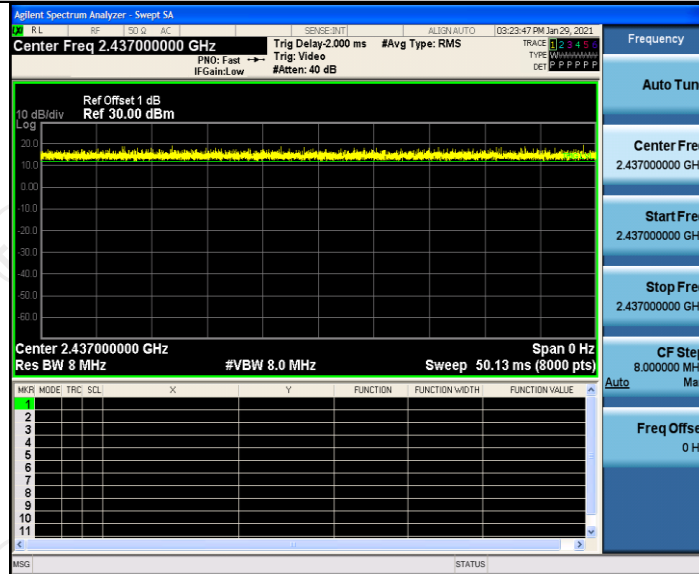 Agilent Spectrum Analyzer - Swept SA
RL RF 50 Ω AC SENSE:INT ALIGN AUTO 03:23:47 PM Jan 29, 2021
Center Freq 2.437000000 GHz
PNO: Fast
IFGain:Low
Trig Delay-2.000 ms
Trig: Video
#Atten: 40 dB
#Avg Type: RMS
TRACE 1 2 3 4 5 6
TYPE W
DET P P P P P P
Ref Offset 1 dB
10 dB/div Ref 30.00 dBm
Log
20.0
10.0
0.00
-10.0
-20.0
-30.0
-40.0
-50.0
-60.0
Center 2.437000000 GHz Span 0 Hz
Res BW 8 MHz #VBW 8.0 MHz Sweep 50.13 ms (8000 pts)
MKR MODE TRC SCL X Y FUNCTION FUNCTION WIDTH FUNCTION VALUE
1
2
3
4
5
6
7
8
9
10
11
MSG STATUS
Frequency
Auto Tun
Center Fre
2.437000000 GH
Start Fre
2.437000000 GH
Stop Fre
2.437000000 GH
CF Ste
8.000000 MH
Auto Ma
Freq Offse
0 H